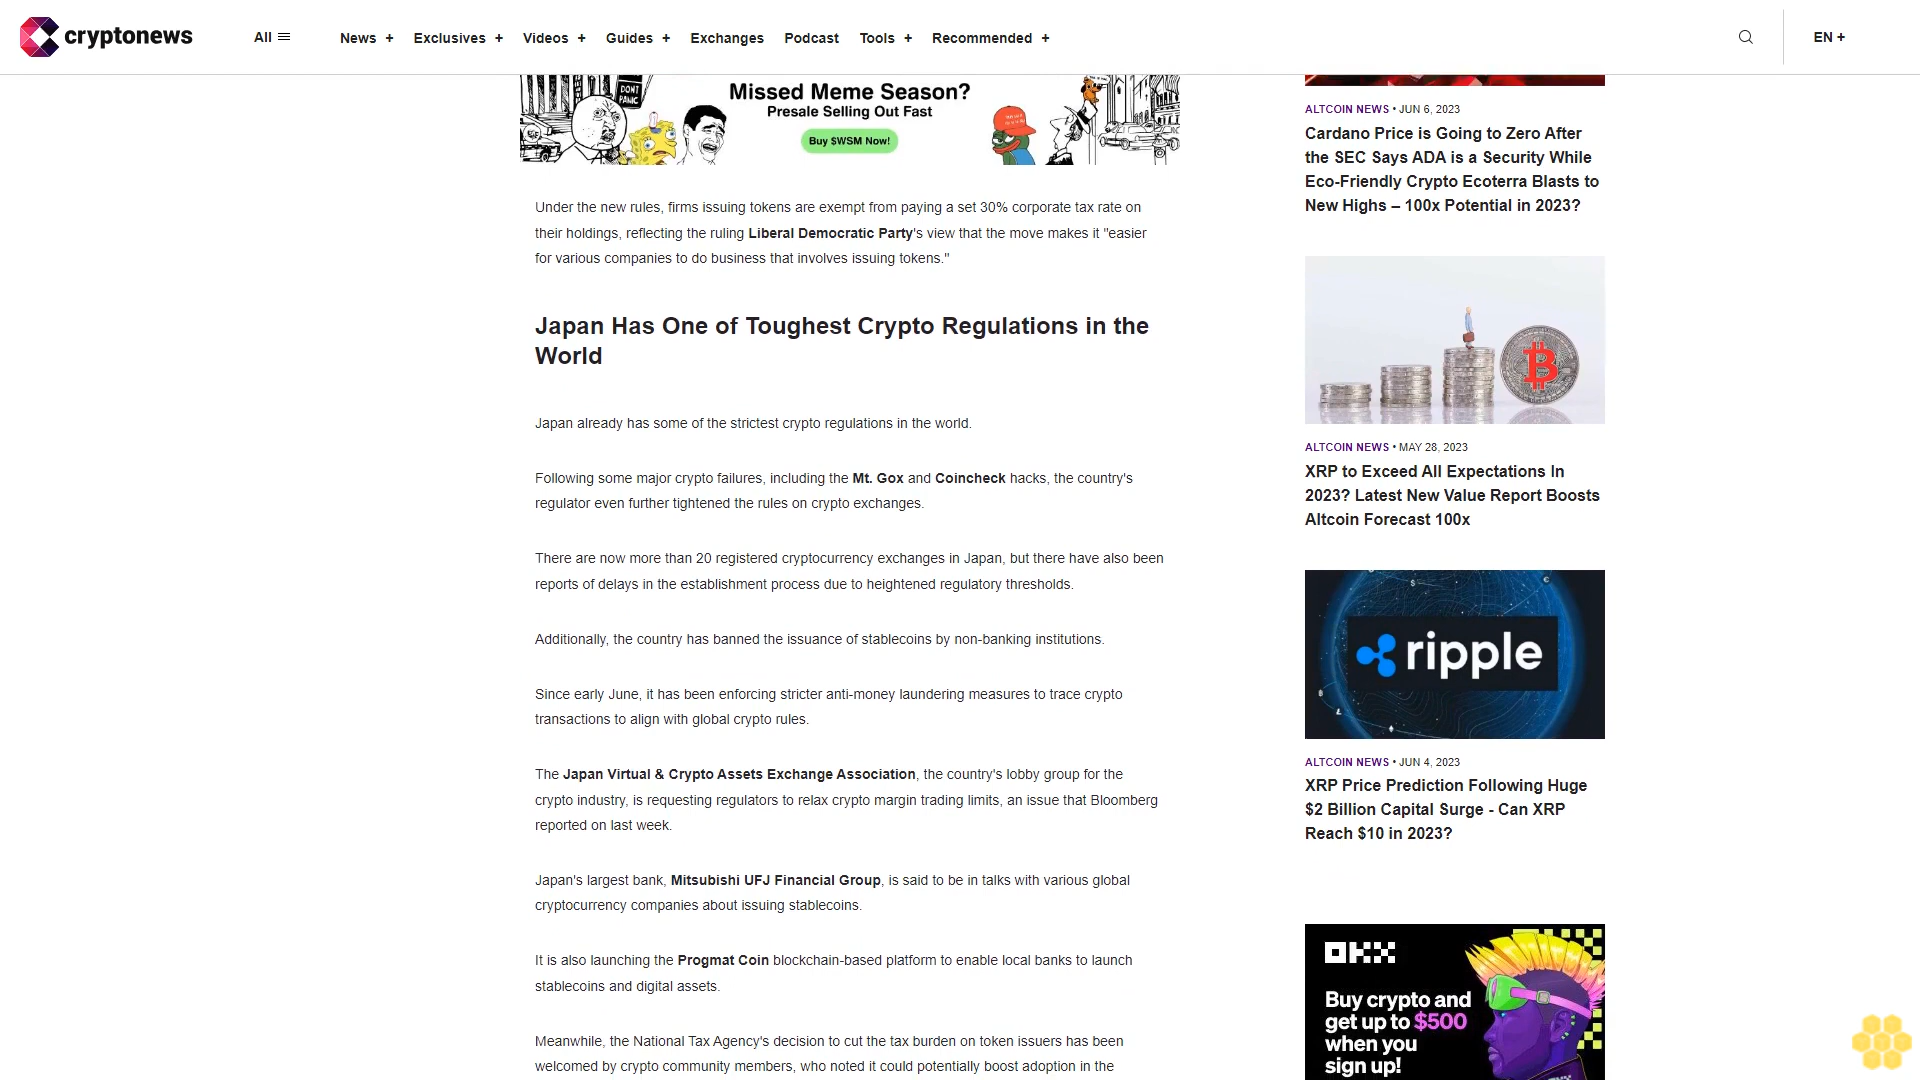 cryptonews
All
News +
Exclusives +
Videos +
Guides +
Exchanges
Podcast
Tools +
Recommended +
EN +
DON'T
PANIC
Missed Meme Season?
Presale Selling Out Fast
Buy $WSM Now!
Under the new rules, firms issuing tokens are exempt from paying a set 30% corporate tax rate on
their holdings, reflecting the ruling Liberal Democratic Party's view that the move makes it "easier
for various companies to do business that involves issuing tokens."
Japan Has One of Toughest Crypto Regulations in the
World
Japan already has some of the strictest crypto regulations in the world.
Following some major crypto failures, including the Mt. Gox and Coincheck hacks, the country's
regulator even further tightened the rules on crypto exchanges.
There are now more than 20 registered cryptocurrency exchanges in Japan, but there have also been
reports of delays in the establishment process due to heightened regulatory thresholds.
Additionally, the country has banned the issuance of stablecoins by non-banking institutions.
Since early June, it has been enforcing stricter anti-money laundering measures to trace crypto
transactions to align with global crypto rules.
The Japan Virtual & Crypto Assets Exchange Association, the country's lobby group for the
crypto industry, is requesting regulators to relax crypto margin trading limits, an issue that Bloomberg
reported on last week.
Japan's largest bank, Mitsubishi UFJ Financial Group, is said to be in talks with various global
cryptocurrency companies about issuing stablecoins.
It is also launching the Progmat Coin blockchain-based platform to enable local banks to launch
stablecoins and digital assets.
Meanwhile, the National Tax Agency's decision to cut the tax burden on token issuers has been
welcomed by crypto community members, who noted it could potentially boost adoption in the
ALTCOIN NEWS • JUN 6, 2023
Cardano Price is Going to Zero After
the SEC Says ADA is a Security While
Eco-Friendly Crypto Ecoterra Blasts to
New Highs – 100x Potential in 2023?
ALTCOIN NEWS • MAY 28, 2023
XRP to Exceed All Expectations In
2023? Latest New Value Report Boosts
Altcoin Forecast 100x
ripple
ALTCOIN NEWS • JUN 4, 2023
XRP Price Prediction Following Huge
$2 Billion Capital Surge - Can XRP
Reach $10 in 2023?
OKX
Buy crypto and
get up to $500
when you
sign up!